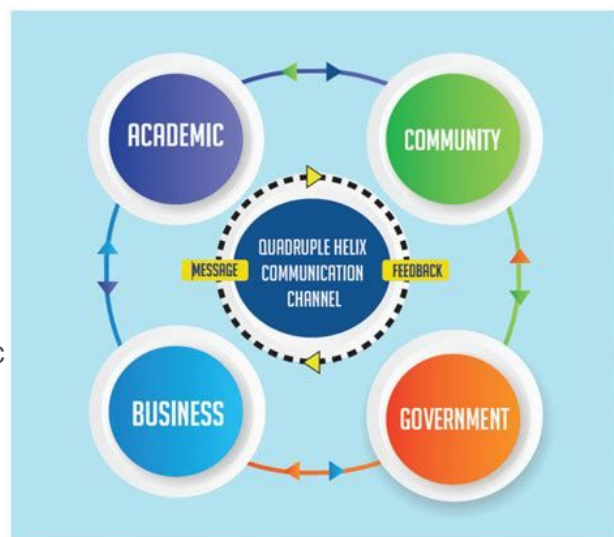 ACADEMIC
COMMUNITY
QUADRUPLE HELIX
COMMUNICATION
CHANNEL
MESSAGE
FEEDBACK
BUSINESS
GOVERNMENT